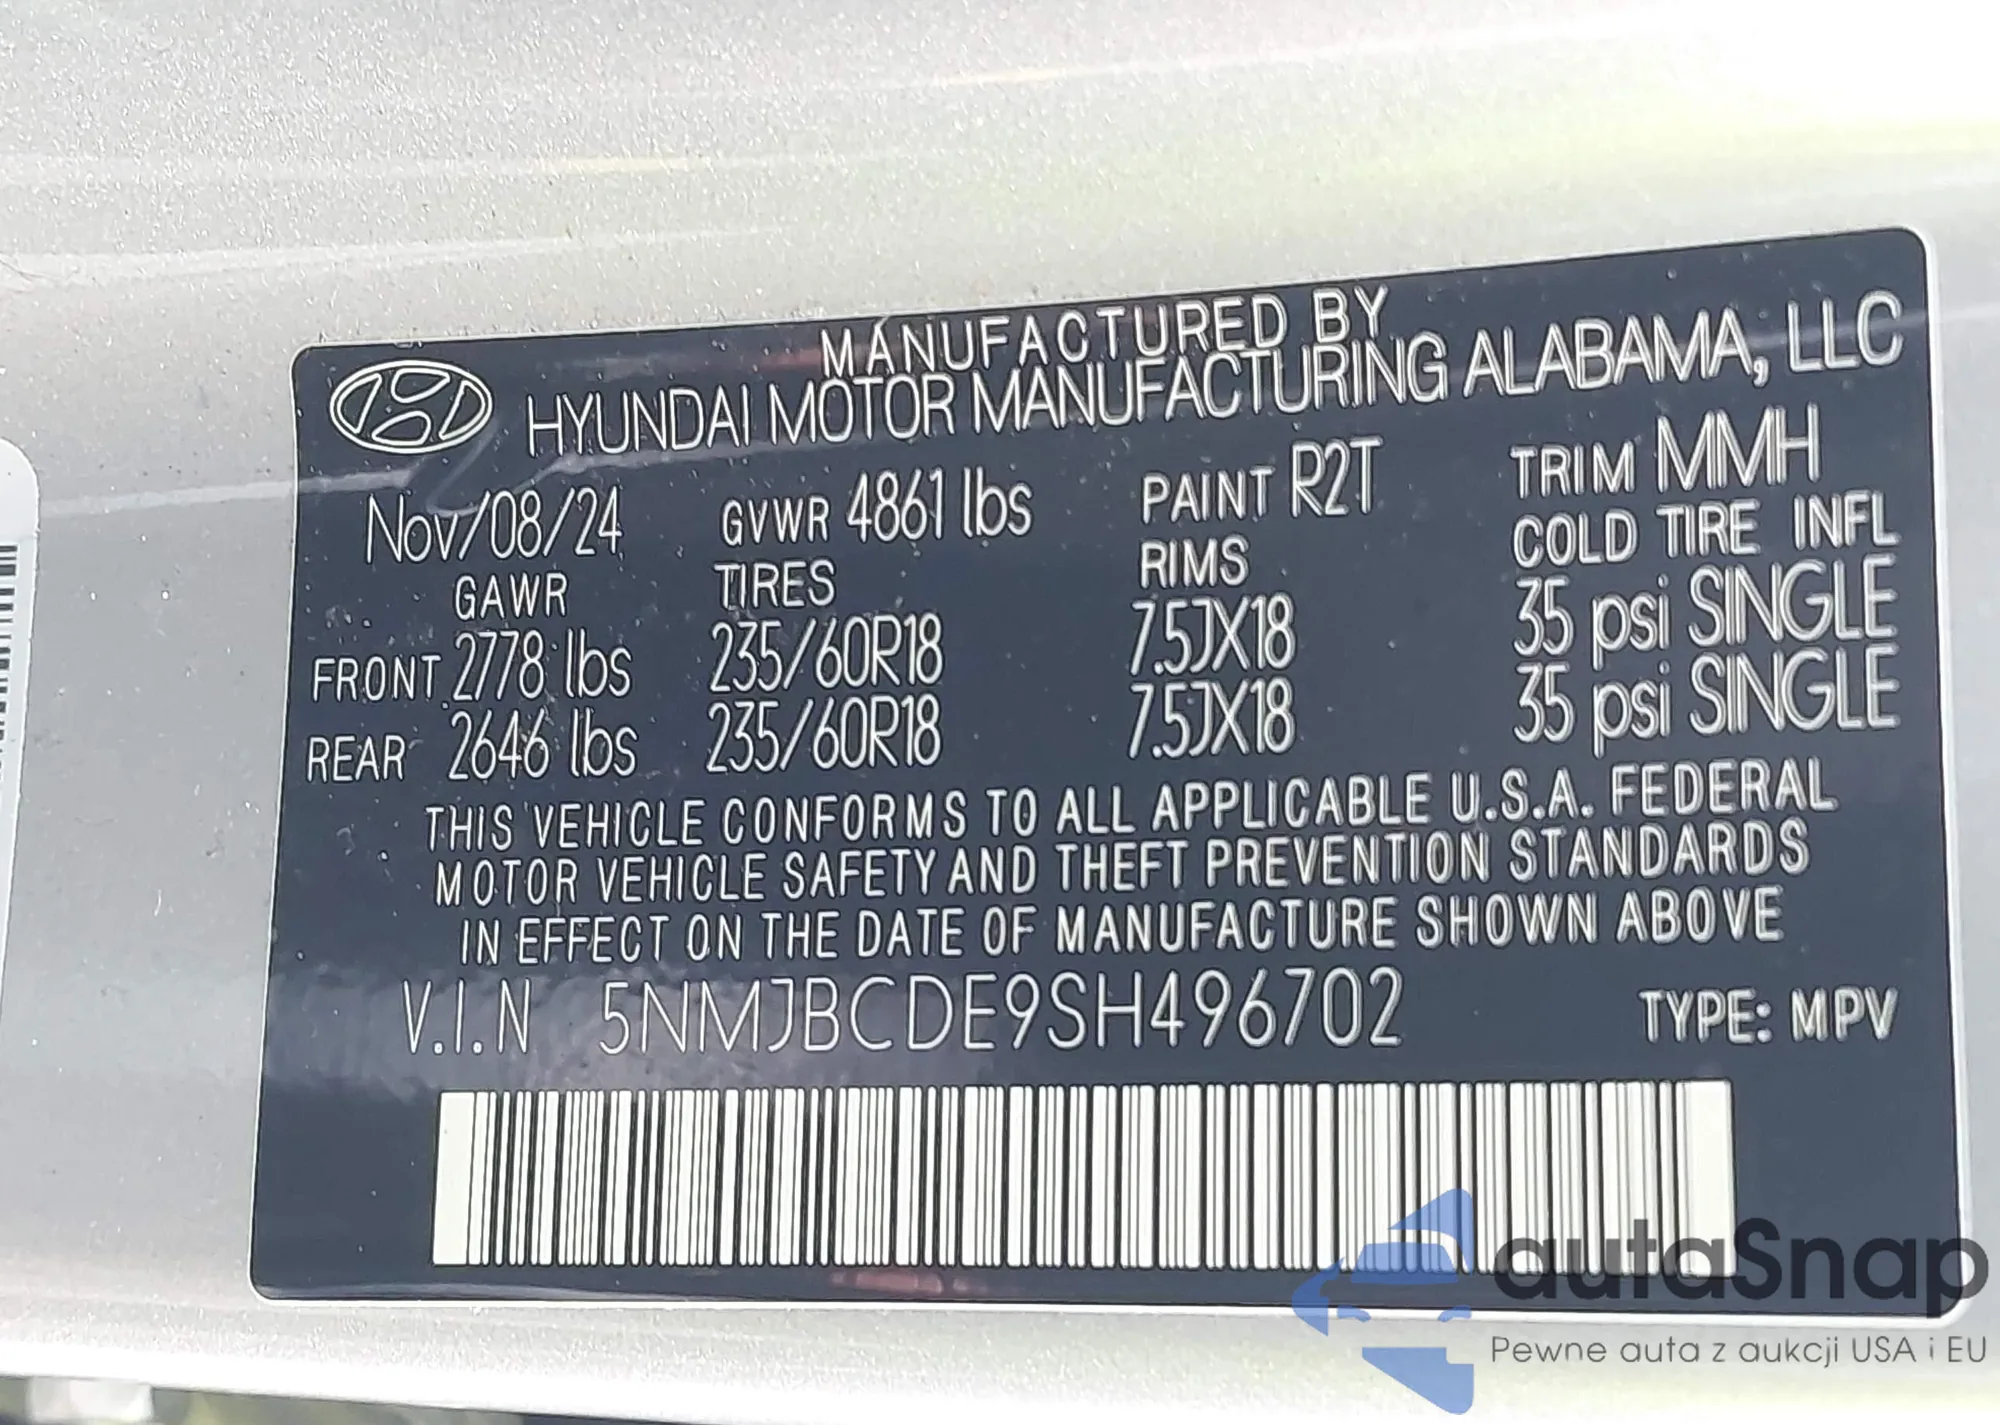 MANUFACTURED BY
HYUNDAI MOTOR MANUFACTURING ALABAMA, LLC
Nov/08/24 GVWR 4861 lbs PAINT R2T TRIM MMH
GAWR TIRES RIMS COLD TIRE INFL
FRONT 2778 lbs 235/60R18 7.5JX18 35 psi SINGLE
REAR 2646 lbs 235/60R18 7.5JX18 35 psi SINGLE
THIS VEHICLE CONFORMS TO ALL APPLICABLE U.S.A. FEDERAL
MOTOR VEHICLE SAFETY AND THEFT PREVENTION STANDARDS
IN EFFECT ON THE DATE OF MANUFACTURE SHOWN ABOVE
V.I.N 5NMJBCDE9SH496702 TYPE: MPV
autaSnap
Pewne auta z aukcji USA i EU